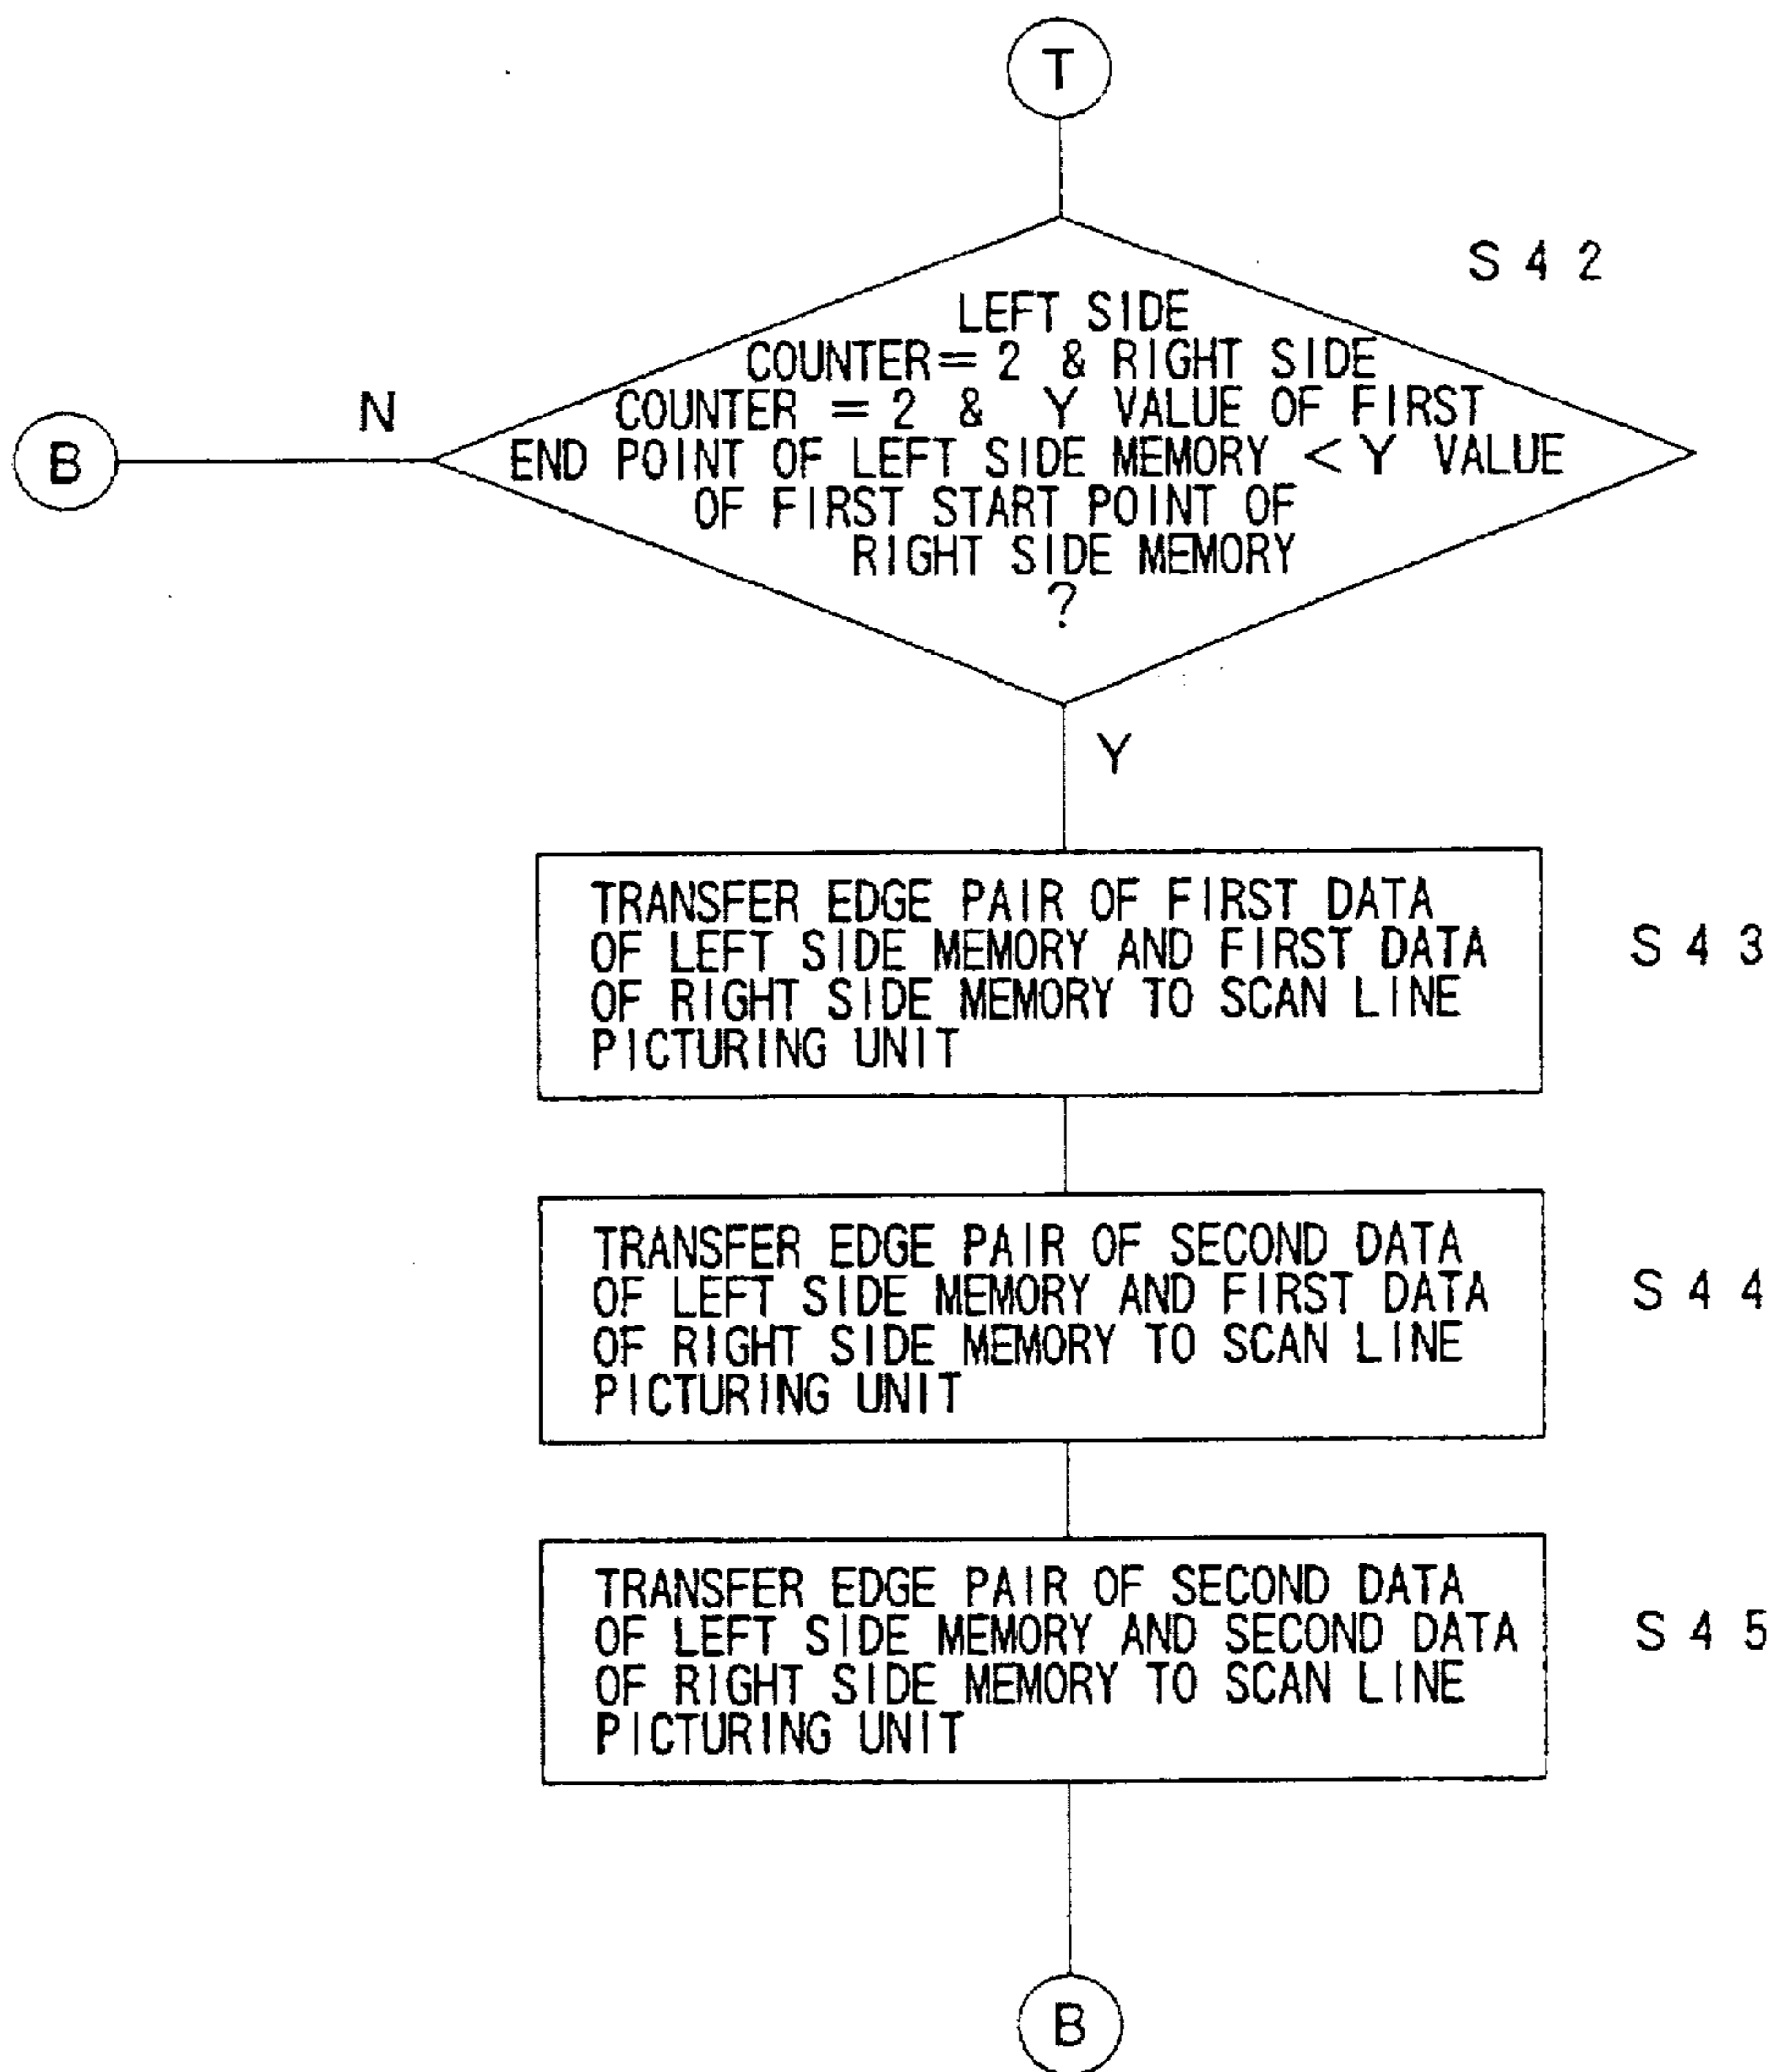 T
S 4 2
LEFT SIDE
COUNTER = 2 & RIGHT SIDE
COUNTER = 2 & Y VALUE OF FIRST
END POINT OF LEFT SIDE MEMORY < Y VALUE
OF FIRST START POINT OF
RIGHT SIDE MEMORY
?
N
B
Y
TRANSFER EDGE PAIR OF FIRST DATA
OF LEFT SIDE MEMORY AND FIRST DATA
OF RIGHT SIDE MEMORY TO SCAN LINE
PICTURING UNIT
S 4 3
TRANSFER EDGE PAIR OF SECOND DATA
OF LEFT SIDE MEMORY AND FIRST DATA
OF RIGHT SIDE MEMORY TO SCAN LINE
PICTURING UNIT
S 4 4
TRANSFER EDGE PAIR OF SECOND DATA
OF LEFT SIDE MEMORY AND SECOND DATA
OF RIGHT SIDE MEMORY TO SCAN LINE
PICTURING UNIT
S 4 5
B